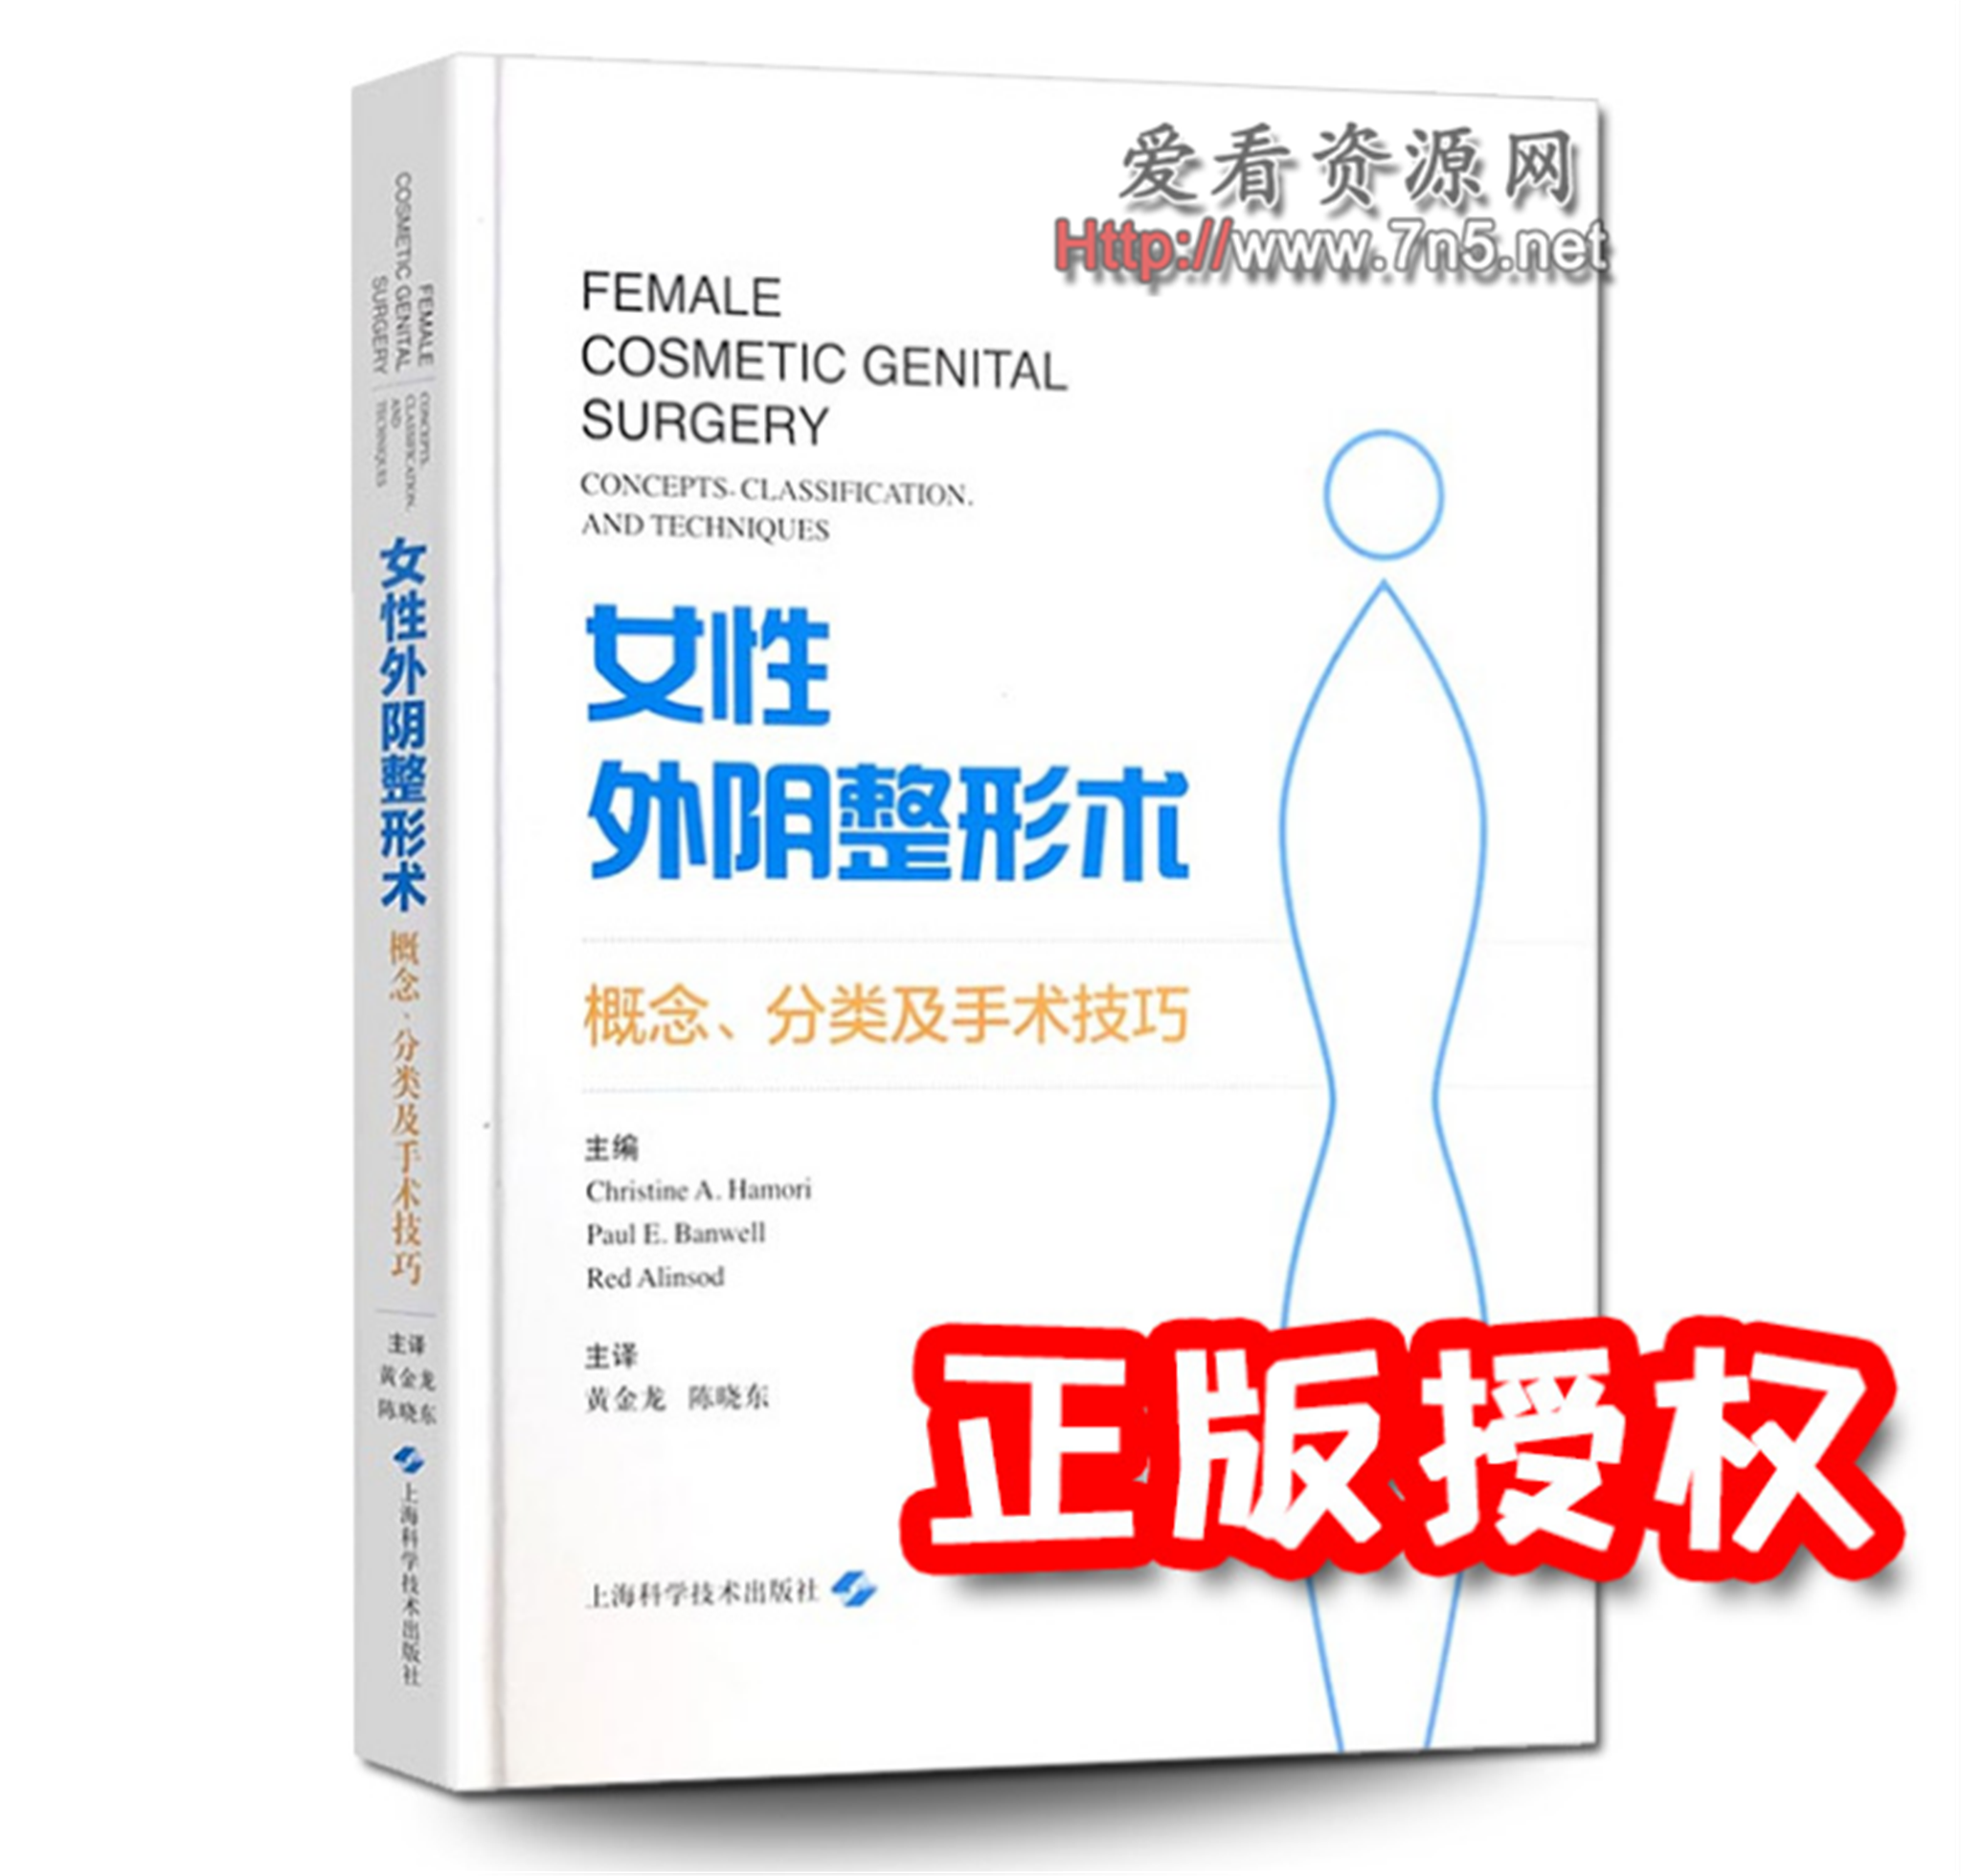 爱看资源网
Http://www.7n5.net
FEMALE
COSMETIC GENITAL
SURGERY
CONCEPTS- CLASSIFICATION.
AND TECHNIQUES
女性
外阴整形术
概念、分类及手术技巧
主编
Christine A. Hamori
Paul E. Banwell
Red Alinsod
主译
黄金龙 陈晓东
上海科学技术出版社
正版授权
FEMALE
COSMETIC GENITAL
SURGERY
CONCEPTS-
CLASSIFICATION.
AND
TECHNIQUES
女性外阴整形术
概念、分类及手术技巧
主译
黄金龙
陈晓东
上海科学技术出版社